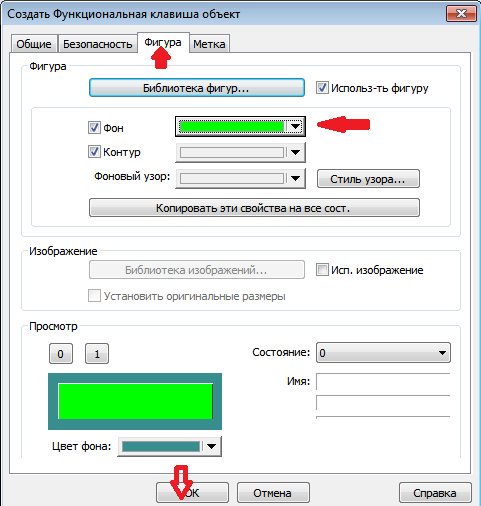 Создать Функциональная клавиша объект
Общие Безопасность Фигура Метка
Фигура
Библиотека фигур... Использ-ть фигуру
Фон
Контур
Фоновый узор: Стиль узора...
Копировать эти свойства на все сост.
Изображение
Библиотека изображений... Исп. изображение
Установить оригинальные размеры
Просмотр
0 1 Состояние: 0
Имя:
Цвет фона:
OK Отмена Справка